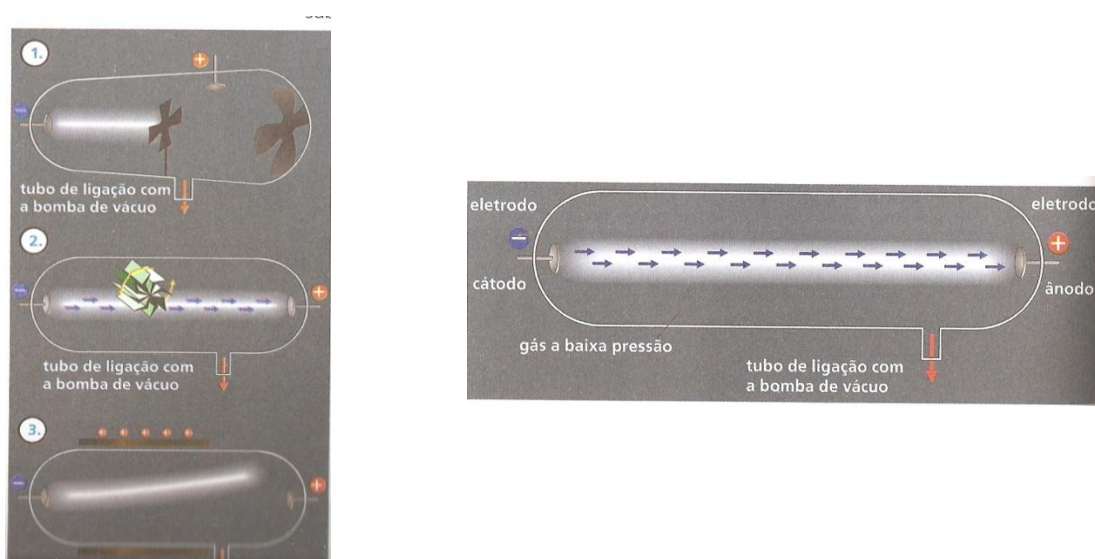 1.
+
−
tubo de ligação com
a bomba de vácuo
2.
−
+
tubo de ligação com
a bomba de vácuo
3.
+ + + + +
−
+
eletrodo
eletrodo
−
+
cátodo
ânodo
gás a baixa pressão
tubo de ligação com
a bomba de vácuo